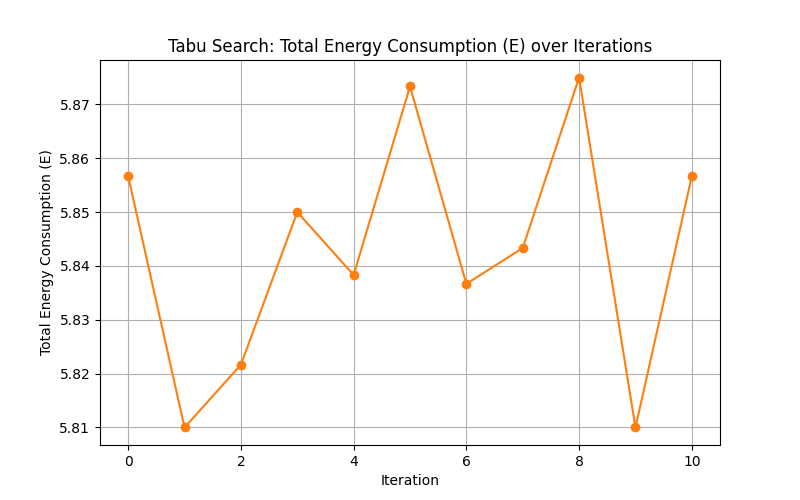 Tabu Search: Total Energy Consumption (E) over Iterations
Total Energy Consumption (E)
5.87
5.86
5.85
5.84
5.83
5.82
5.81
0 2 4 6 8 10
Iteration